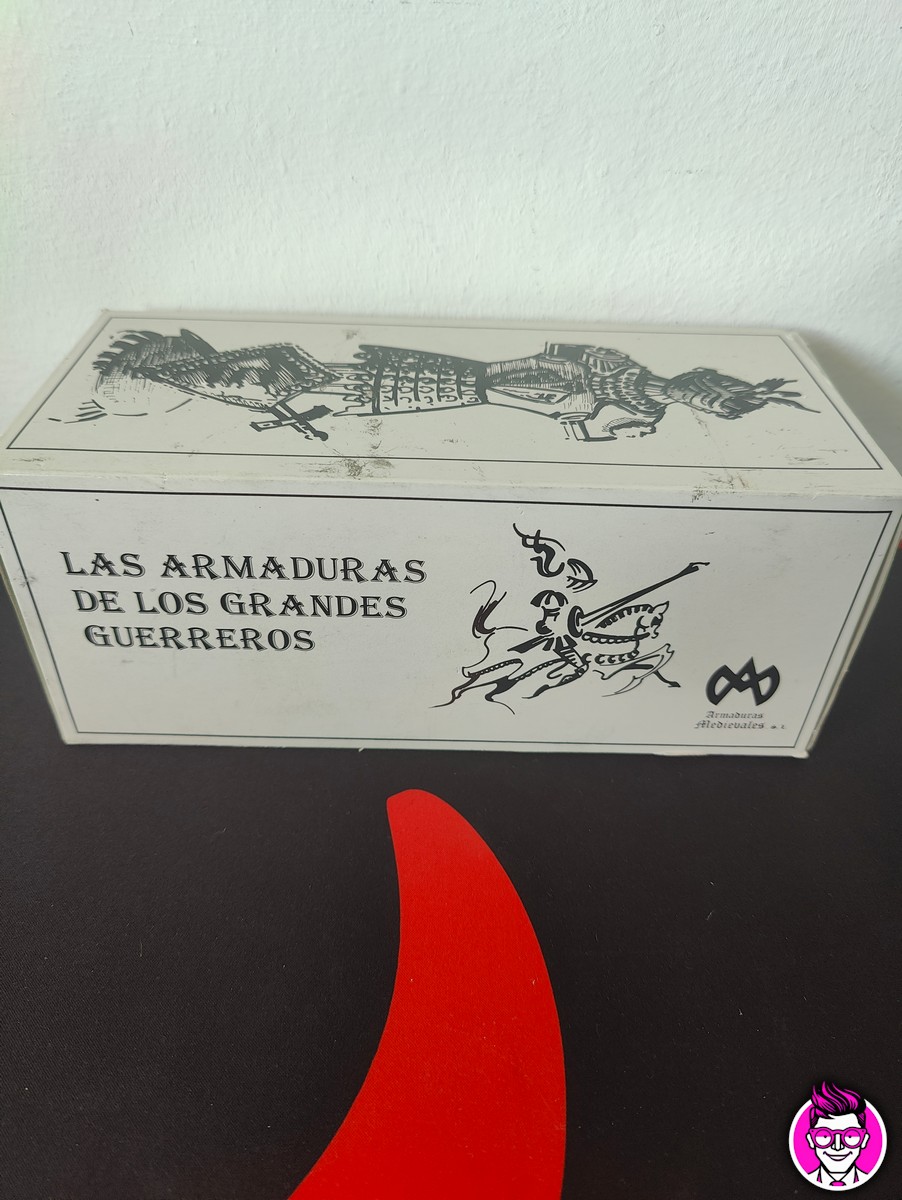 LAS ARMADURAS
DE LOS GRANDES
GUERREROS
Armaduras
Medievales s.l.